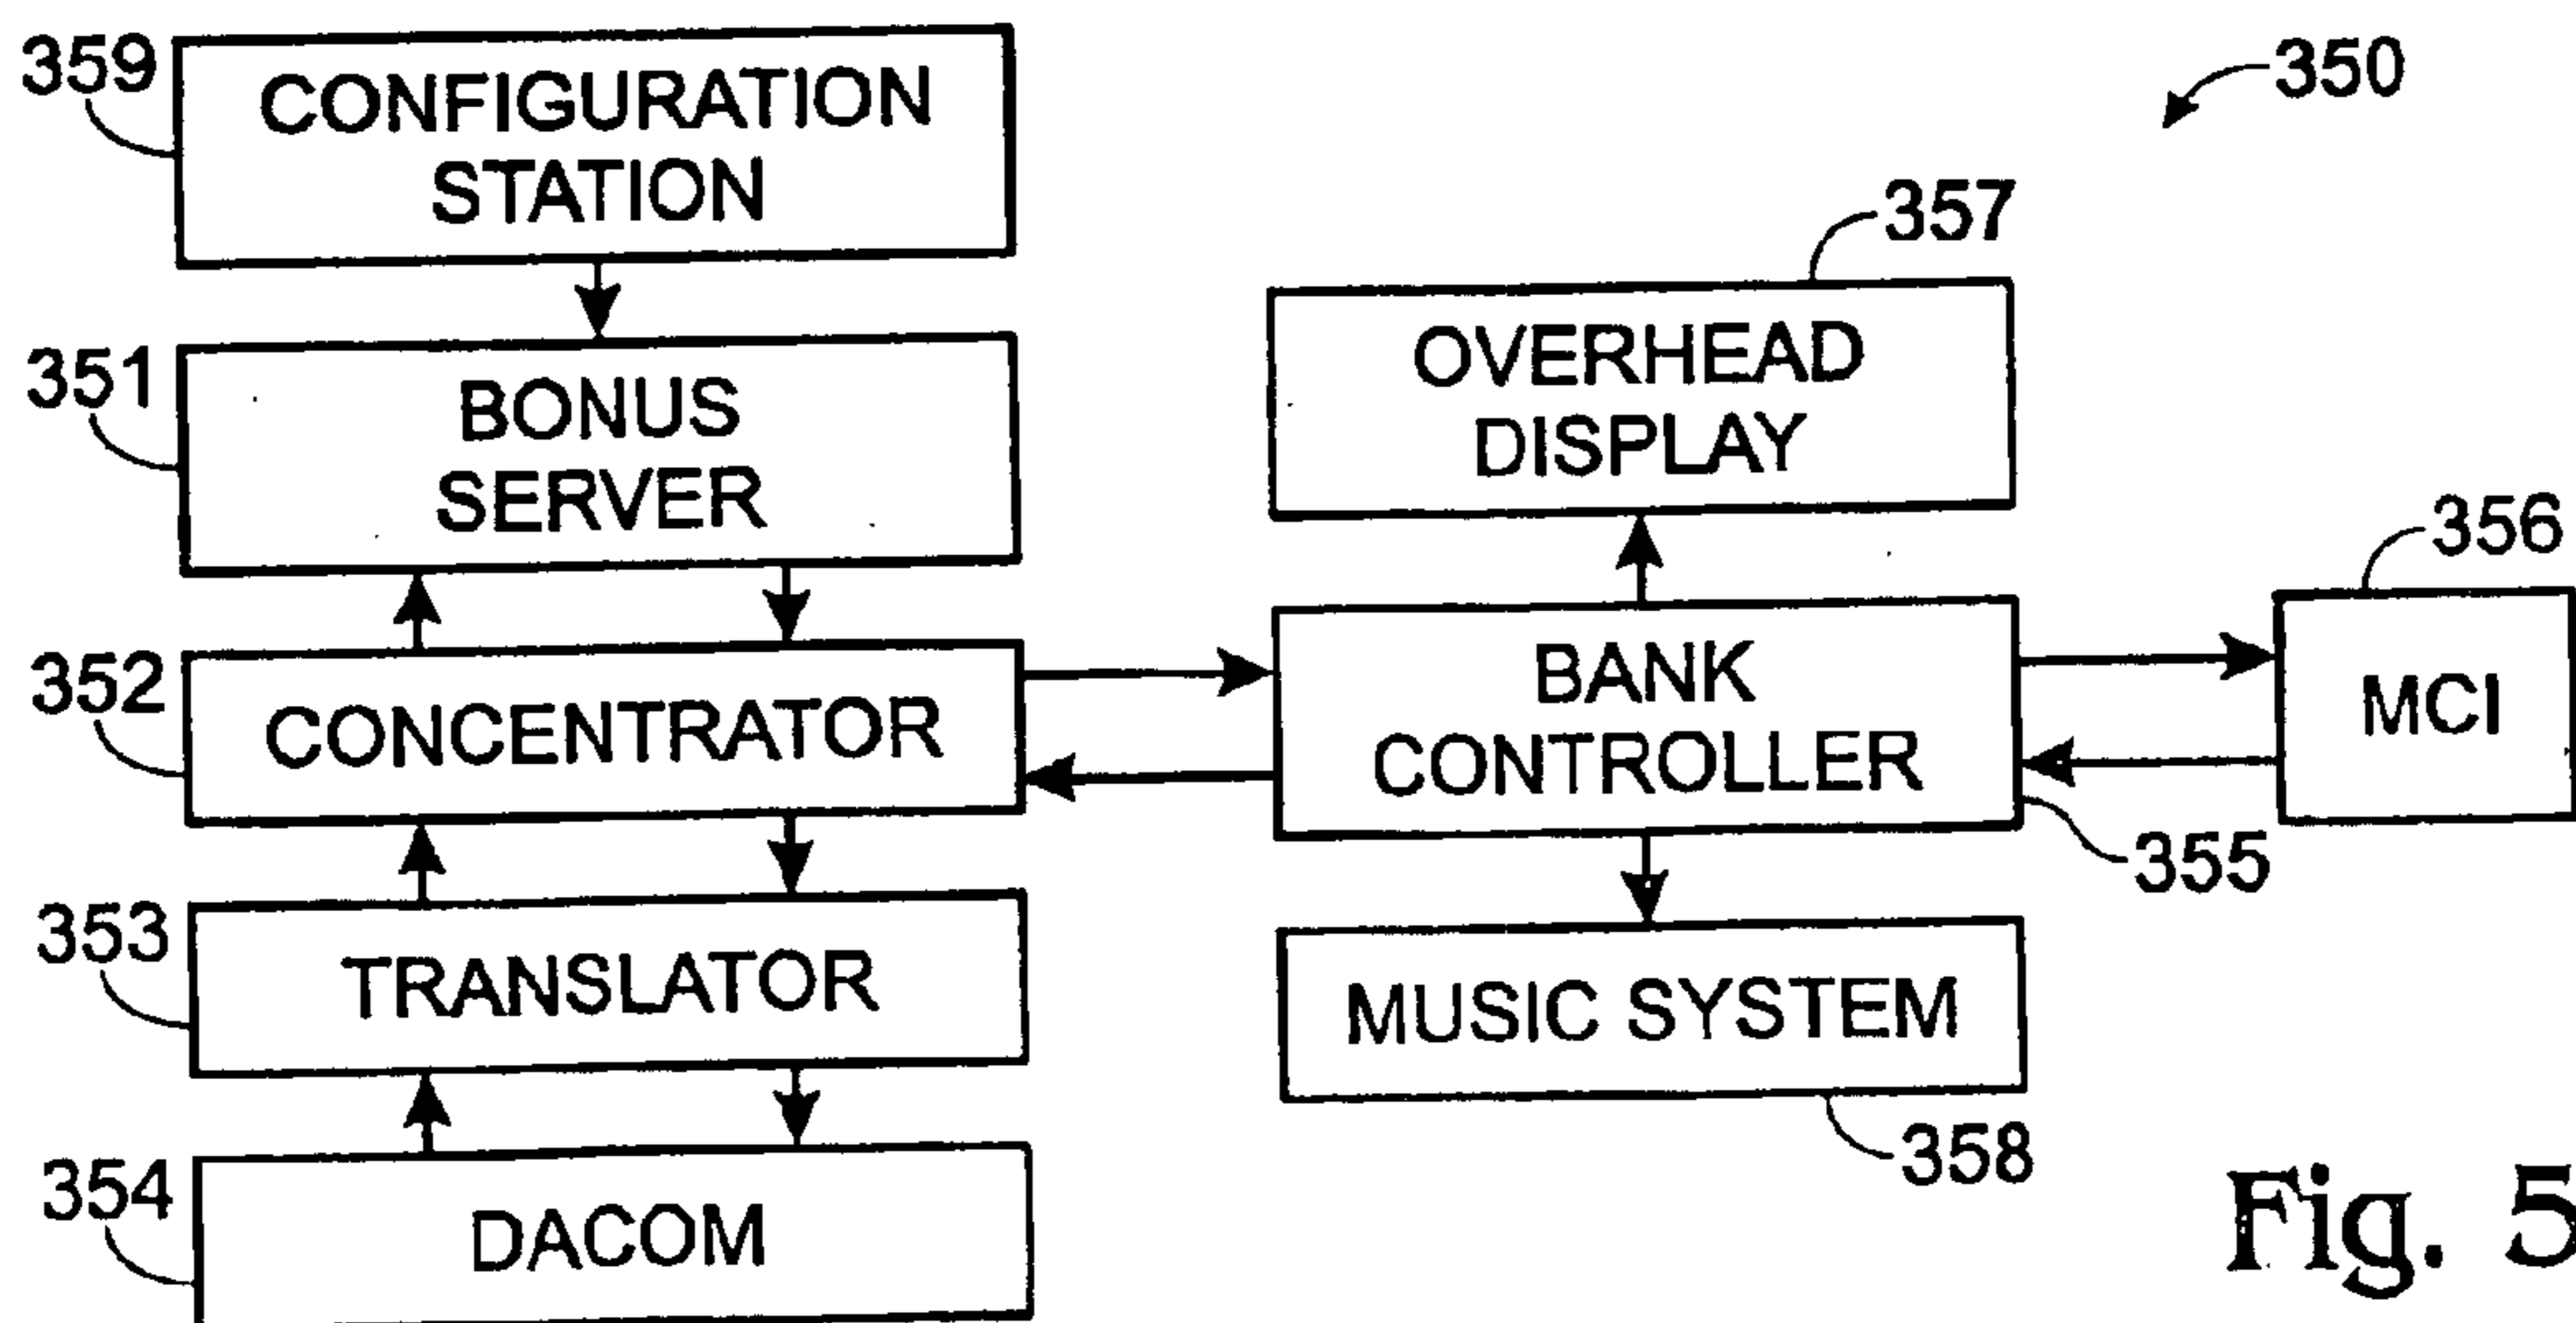 359
CONFIGURATION
STATION
350
357
351
BONUS
SERVER
OVERHEAD
DISPLAY
356
352
CONCENTRATOR
BANK
CONTROLLER
MCI
355
353
TRANSLATOR
MUSIC SYSTEM
358
354
DACOM
Fig. 5